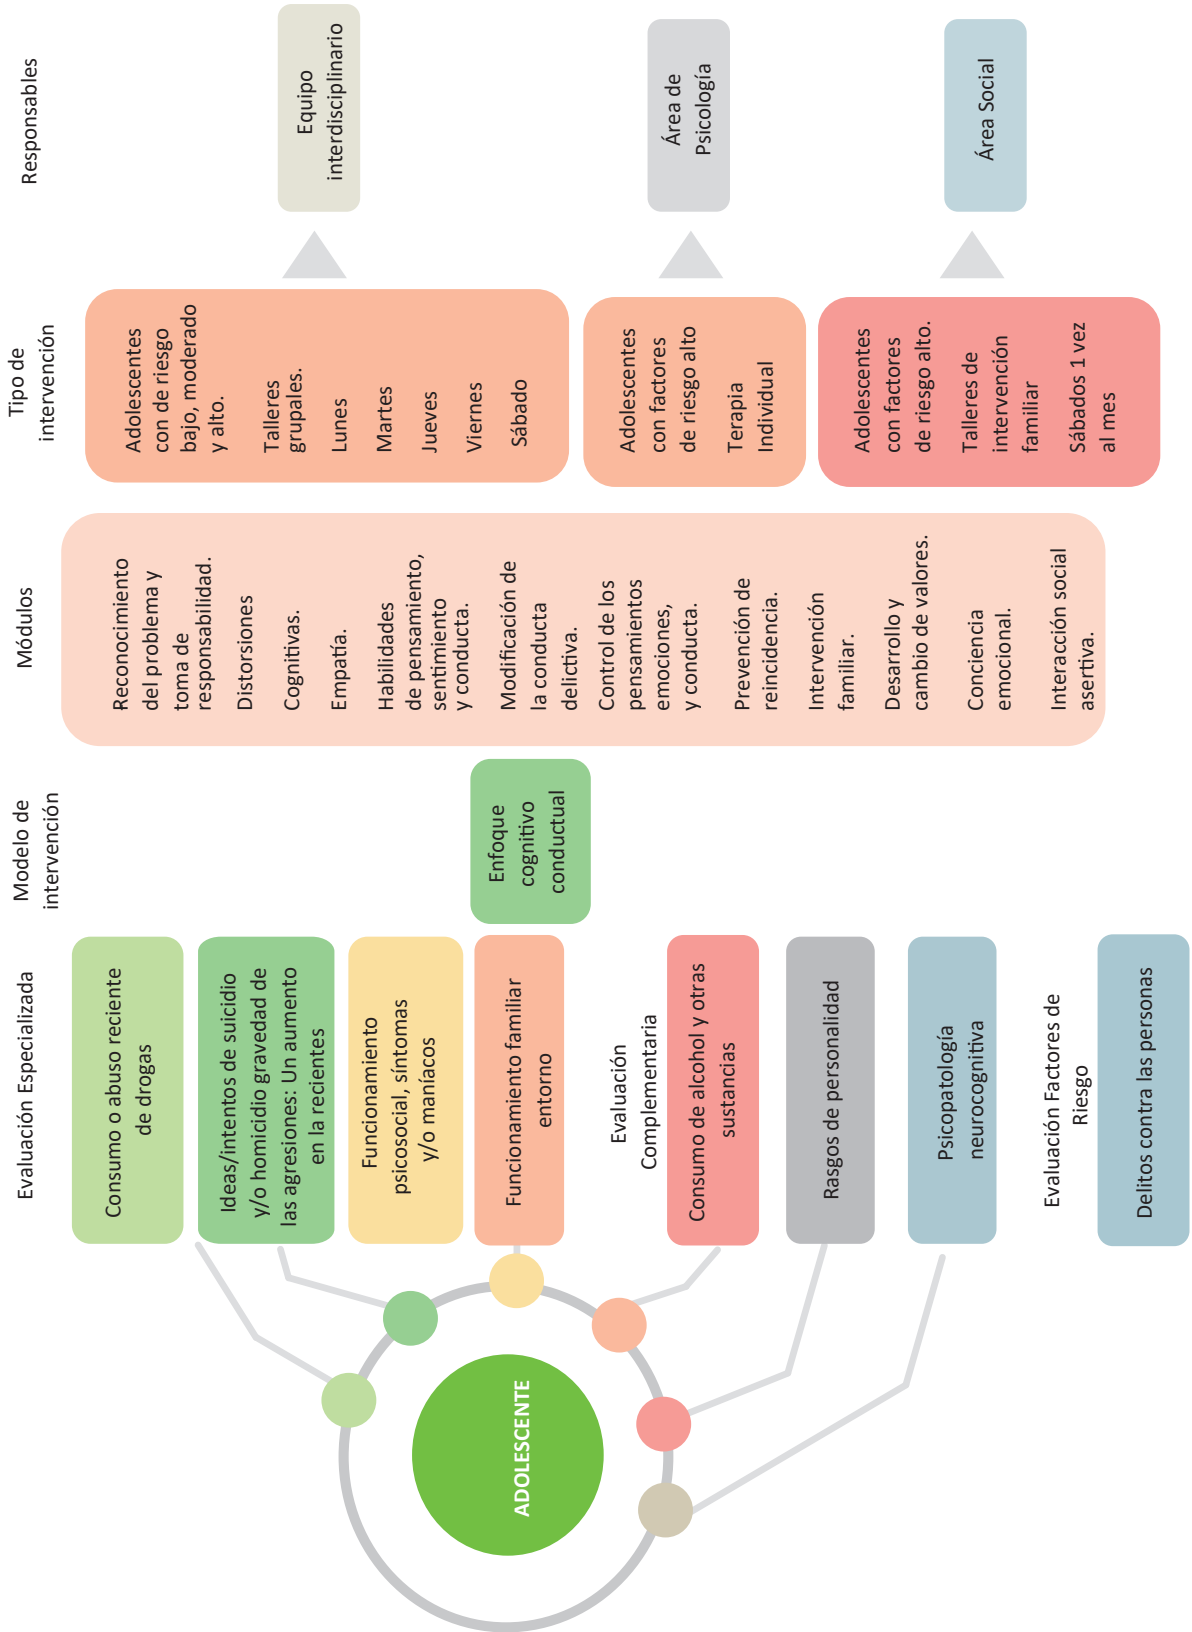 ADOLESCENTE
Evaluación Especializada
Consumo o abuso reciente
de drogas
Ideas/intentos de suicidio
y/o homicidio gravedad de
las agresiones: Un aumento
en la recientes
Funcionamiento
psicosocial, síntomas
y/o maníacos
Funcionamiento familiar
entorno
Evaluación
Complementaria
Consumo de alcohol y otras
sustancias
Rasgos de personalidad
Psicopatología
neurocognitiva
Evaluación Factores de
Riesgo
Delitos contra las personas
Modelo de
intervención
Enfoque
cognitivo
conductual
Módulos
Reconocimiento
del problema y
toma de
responsabilidad.
Distorsiones
Cognitivas.
Empatía.
Habilidades
de pensamiento,
sentimiento
y conducta.
Modificación de
la conducta
delictiva.
Control de los
pensamientos
emociones,
y conducta.
Prevención de
reincidencia.
Intervención
familiar.
Desarrollo y
cambio de valores.
Conciencia
emocional.
Interacción social
asertiva.
Tipo de
intervención
Adolescentes
con de riesgo
bajo, moderado
y alto.
Talleres
grupales.
Lunes
Martes
Jueves
Viernes
Sábado
Adolescentes
con factores
de riesgo alto
Terapia
Individual
Adolescentes
con factores
de riesgo alto.
Talleres de
intervención
familiar
Sábados 1 vez
al mes
Responsables
Equipo
interdisciplinario
Área de
Psicología
Área Social